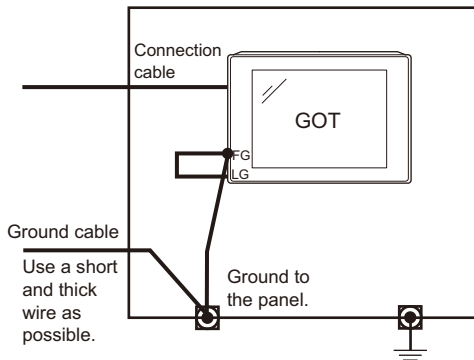 Connection
cable
GOT
FG
LG
Ground cable
Use a short
and thick
wire as
possible.
Ground to
the panel.